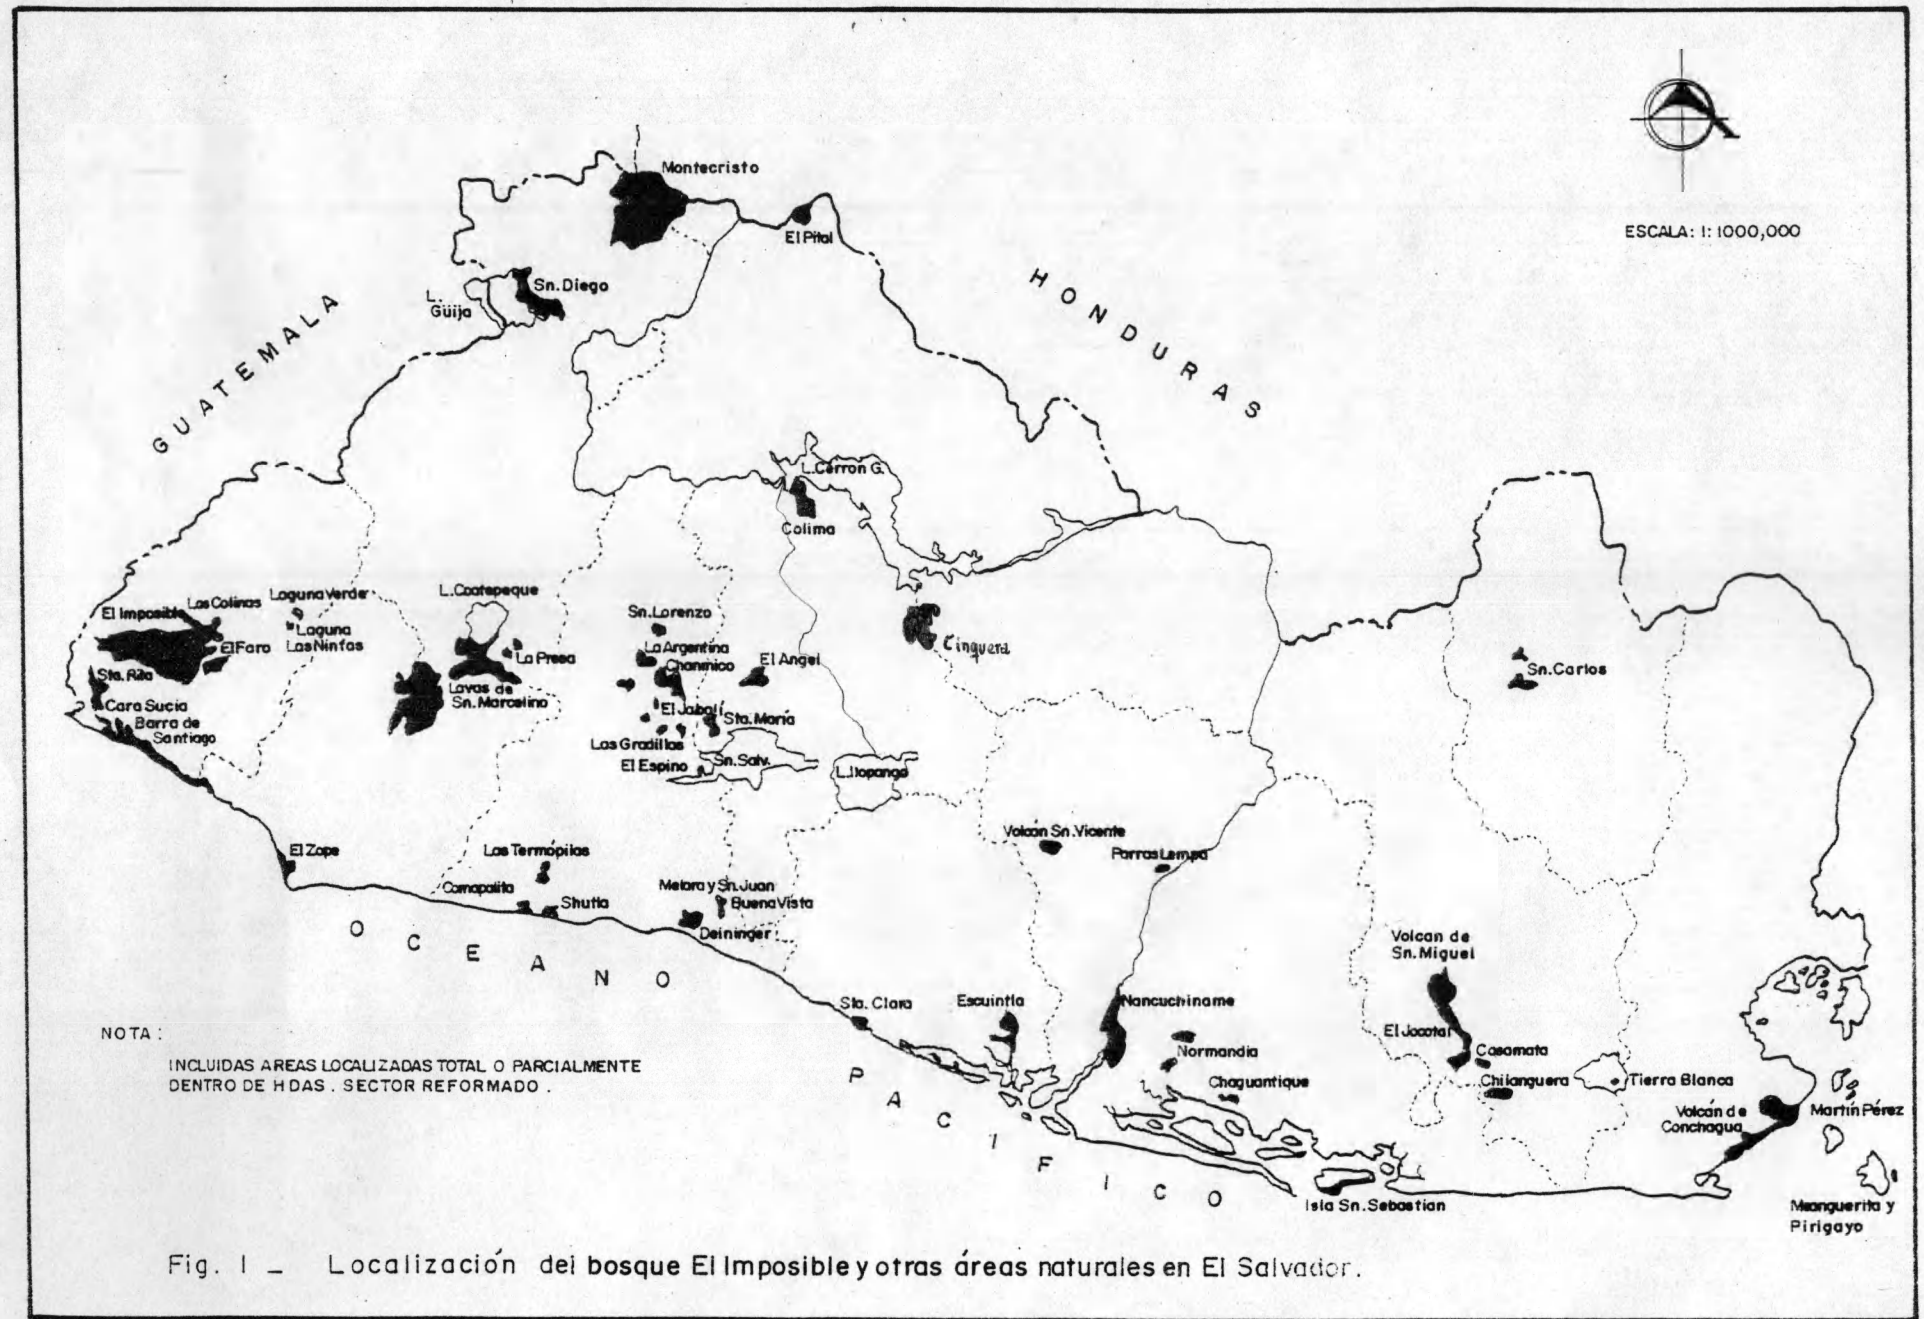 Montecristo
El Pital
ESCALA: 1: 1000,000
Sn. Diego
L.
Güija
GUATEMALA
HONDURAS
L. Cerron G.
Colima
Los Colinas
El Imposible
El Faro
Laguna Verde
Laguna
Las Ninfas
L. Coatepeque
La Presa
Lavas de
Sn. Marcelino
Sn. Lorenzo
La Argentina
Chanmico
El Angel
Cinquera
Sn. Carlos
Sta. Rita
Cara Sucia
Barra de
Santiago
El Jabalí
Sta. María
Las Gradillas
El Espino
Sn. Salv.
L. Ilopango
Volcán Sn. Vicente
Parras Lempa
El Zope
Las Termópilas
Comapalita
Shutia
Melara y Sn. Juan
Buena Vista
Deininger
OCEANO
Volcan de
Sn. Miguel
Sta. Clara
Escuintla
Nancuchiname
El Jocotal
Casamata
Normandia
Chaguantique
Chilanguera
Tierra Blanca
Volcán de
Conchagua
Martín Pérez
NOTA :
INCLUIDAS AREAS LOCALIZADAS TOTAL O PARCIALMENTE
DENTRO DE HDAS. SECTOR REFORMADO.
PACIFICO
Isla Sn. Sebastian
Meanguerita y
Pirigayo
Fig. 1 _ Localización del bosque El Imposible y otras áreas naturales en El Salvador.